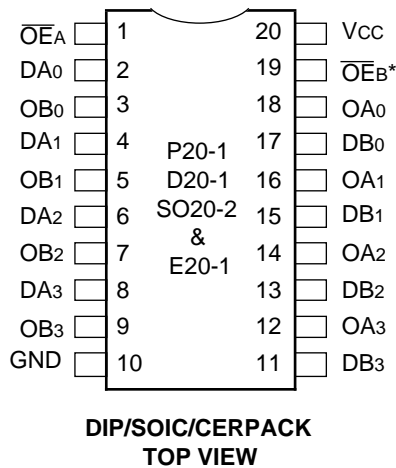 O̅E̅A 1 20 VCC
DA0 2 19 O̅E̅B*
OB0 3 18 OA0
DA1 4 17 DB0
OB1 5 16 OA1
DA2 6 15 DB1
OB2 7 14 OA2
DA3 8 13 DB2
OB3 9 12 OA3
GND 10 11 DB3
P20-1
D20-1
SO20-2
&
E20-1
DIP/SOIC/CERPACK
TOP VIEW